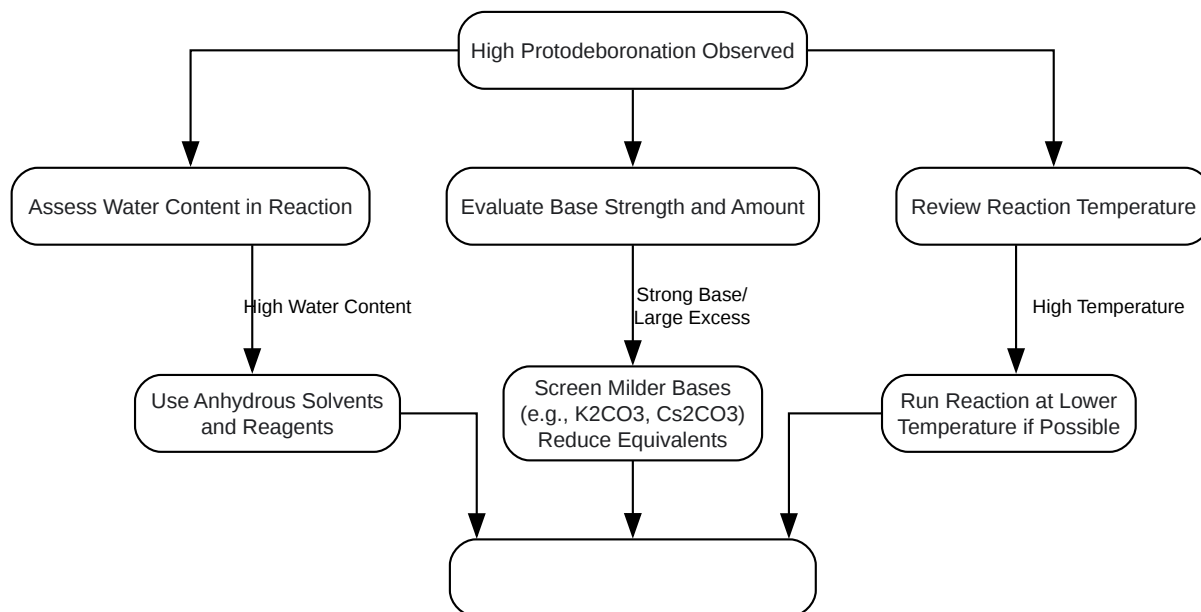 High Protodeboronation Observed
Assess Water Content in Reaction
Evaluate Base Strength and Amount
Review Reaction Temperature
High Water Content
Strong Base/
Large Excess
High Temperature
Use Anhydrous Solvents
and Reagents
Screen Milder Bases
(e.g., K2CO3, Cs2CO3)
Reduce Equivalents
Run Reaction at Lower
Temperature if Possible